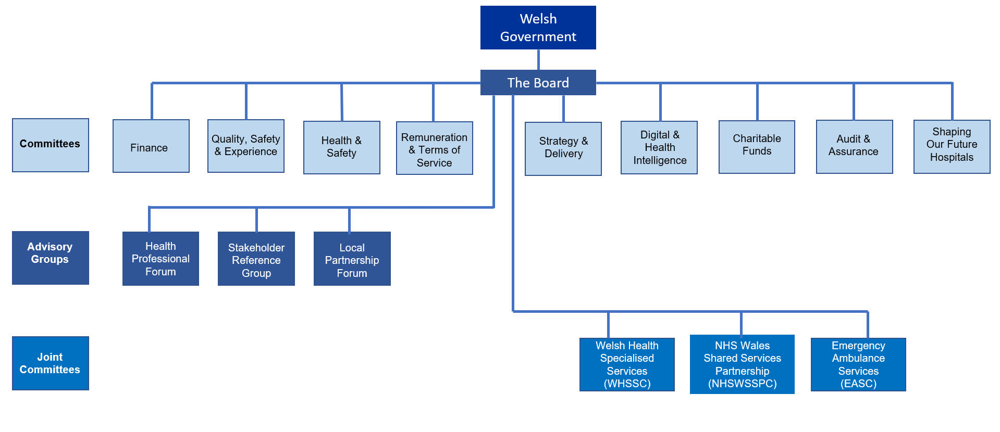 Welsh
Government
The Board
Committees
Finance
Quality, Safety
& Experience
Health &
Safety
Remuneration
& Terms of
Service
Strategy &
Delivery
Digital &
Health
Intelligence
Charitable
Funds
Audit &
Assurance
Shaping
Our Future
Hospitals
Advisory
Groups
Health
Professional
Forum
Stakeholder
Reference
Group
Local
Partnership
Forum
Joint
Committees
Welsh Health
Specialised
Services
(WHSSC)
NHS Wales
Shared Services
Partnership
(NHSWSSPC)
Emergency
Ambulance
Services
(EASC)